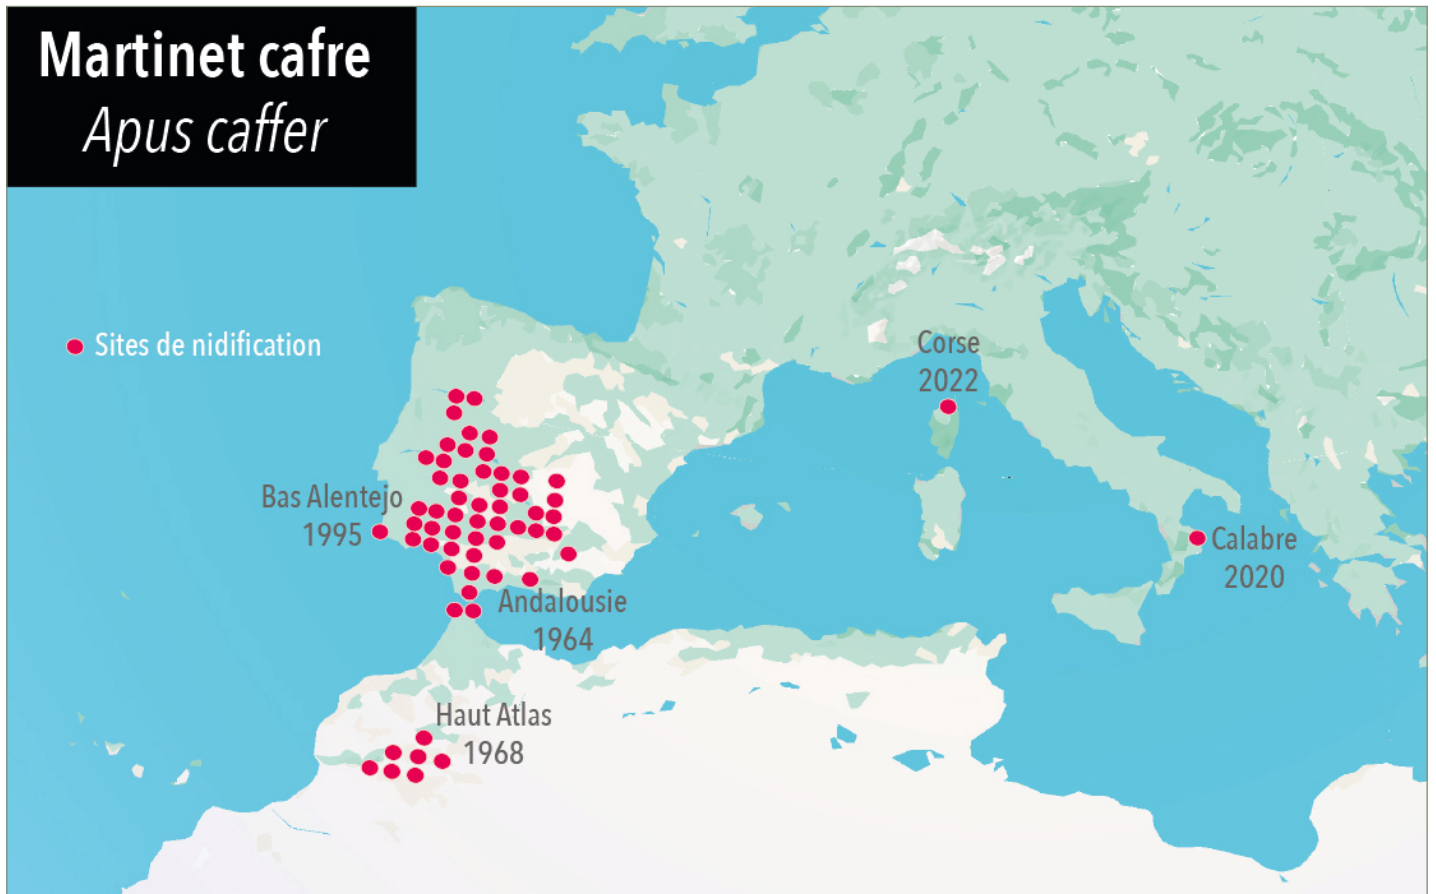 Martinet cafre
Apus caffer
Sites de nidification
Corse
2022
Bas Alentejo
1995
Calabre
2020
Andalousie
1964
Haut Atlas
1968